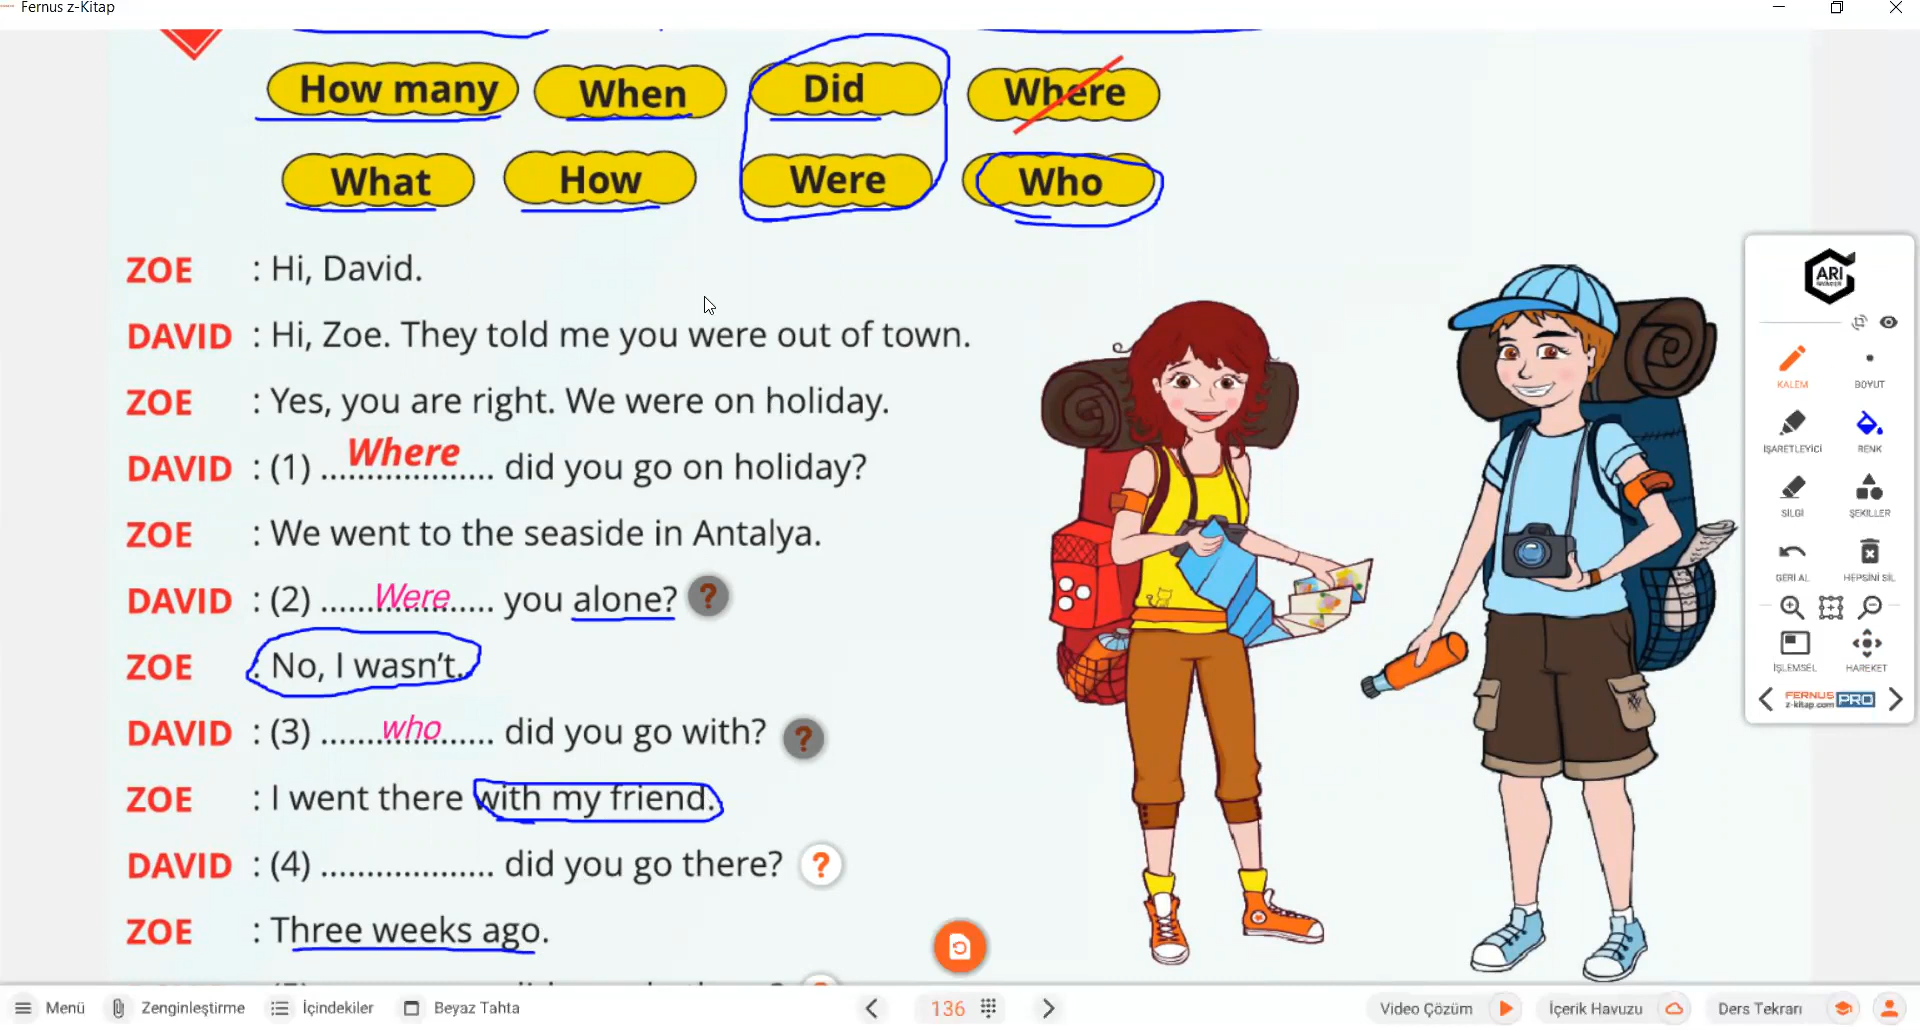 Fernus z-Kitap
How many When Did Where
What How Were Who
ZOE : Hi, David.
DAVID : Hi, Zoe. They told me you were out of town.
ZOE : Yes, you are right. We were on holiday.
DAVID : (1) ...Where... did you go on holiday?
ZOE : We went to the seaside in Antalya.
DAVID : (2) ...Were... you alone? ?
ZOE : No, I wasn't.
DAVID : (3) ...who... did you go with? ?
ZOE : I went there with my friend.
DAVID : (4) ................... did you go there? ?
ZOE : Three weeks ago.
ARI
KALEM BOYUT
İŞARETLEYİCİ RENK
SİLGİ ŞEKİLLER
GERİ AL HEPSİNİ SİL
İŞLEMSEL HAREKET
FERNUS z-kitap.com PRO
Menü Zenginleştirme İçindekiler Beyaz Tahta 136 Video Çözüm İçerik Havuzu Ders Tekrarı